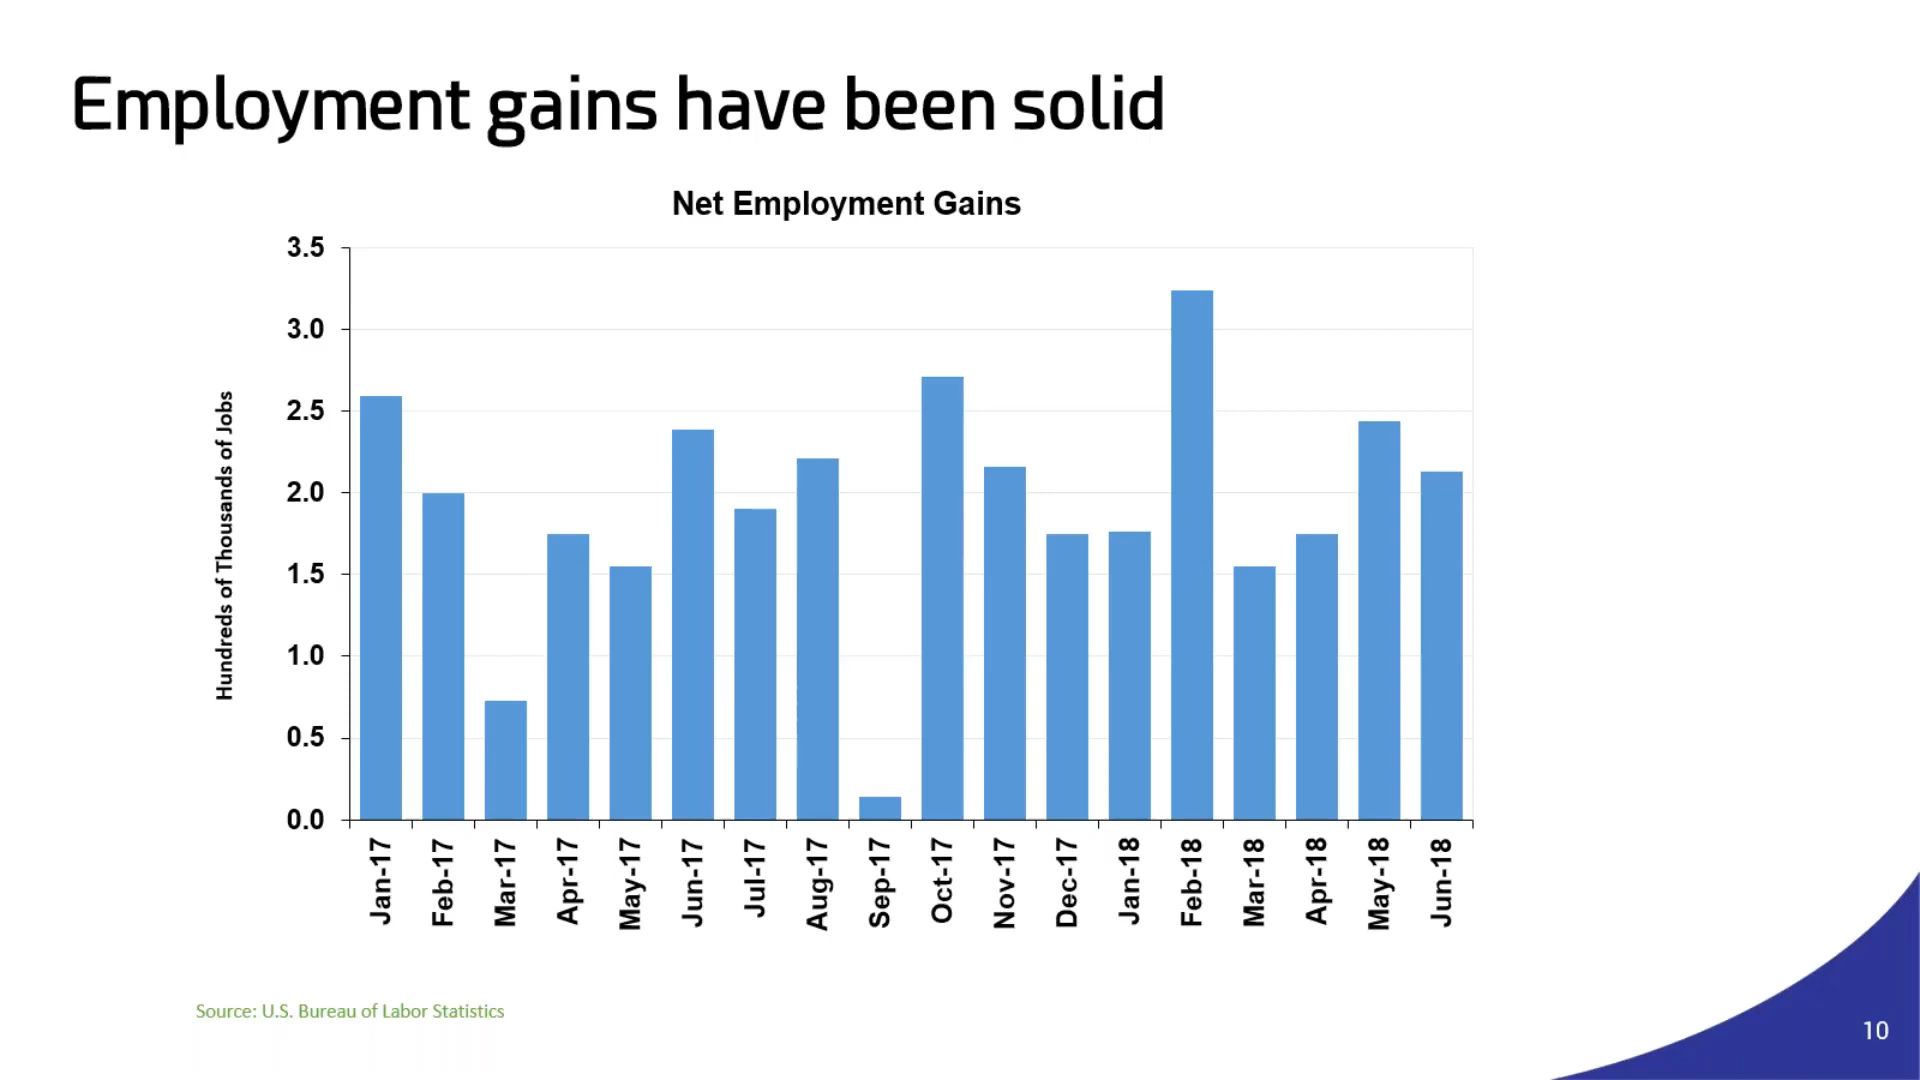 Employment gains have been solid
Net Employment Gains
Hundreds of Thousands of Jobs
3.5
3.0
2.5
2.0
1.5
1.0
0.5
0.0
Jan-17
Feb-17
Mar-17
Apr-17
May-17
Jun-17
Jul-17
Aug-17
Sep-17
Oct-17
Nov-17
Dec-17
Jan-18
Feb-18
Mar-18
Apr-18
May-18
Jun-18
Source: U.S. Bureau of Labor Statistics
10